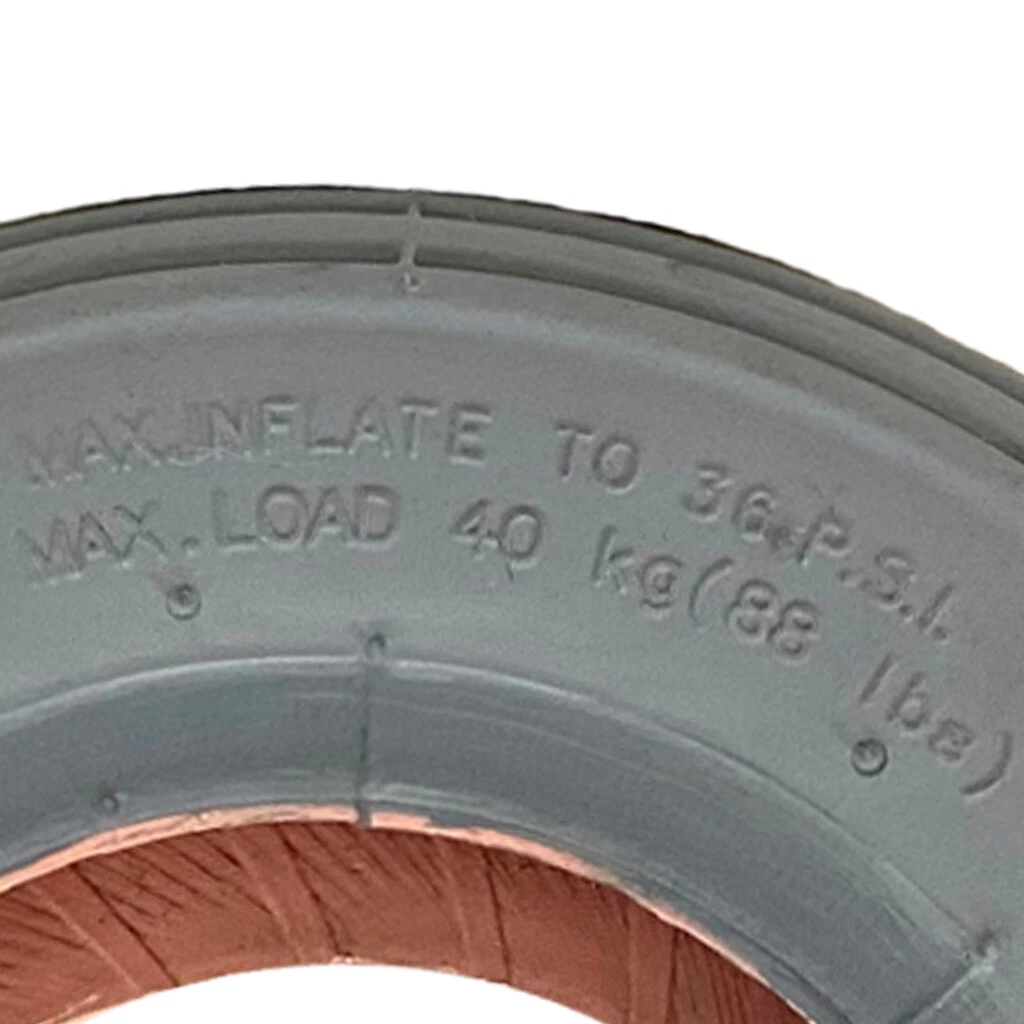 MAX.INFLATE TO 36.P.S.I.
MAX.LOAD 40 kg(88 lbs)